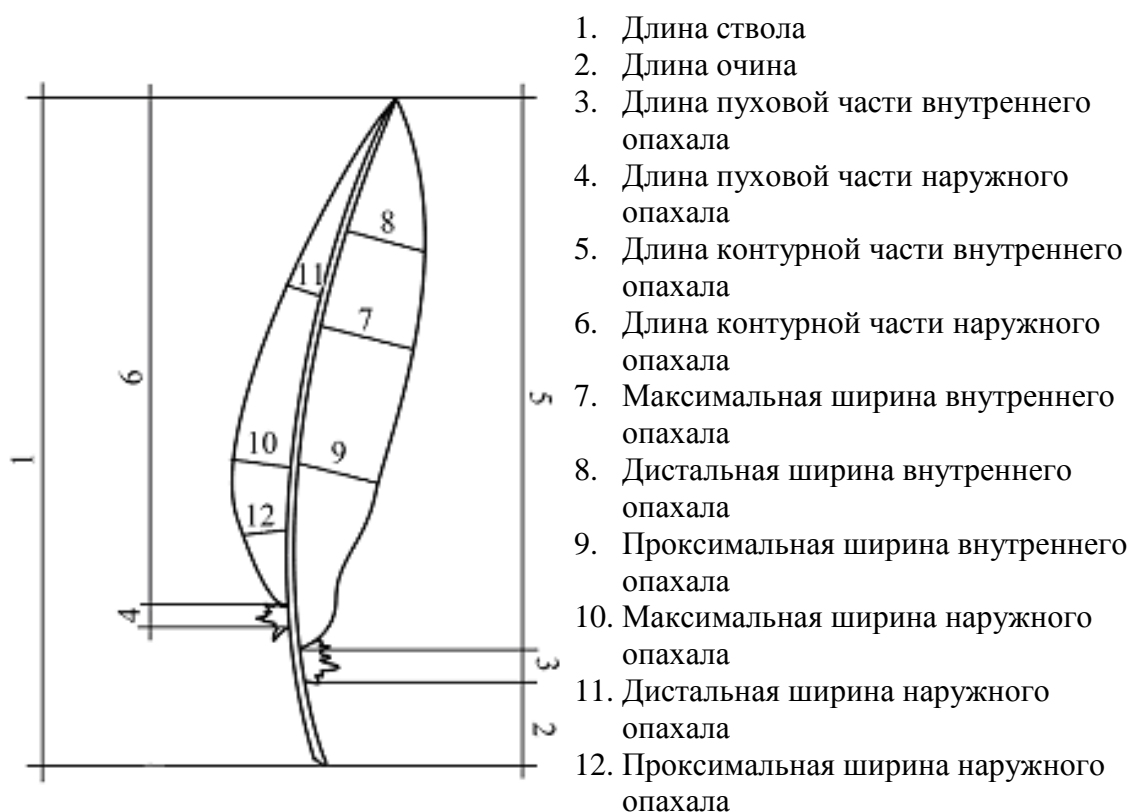 1
6
4
11
10
12
8
7
9
5
3
2
1. Длина ствола
2. Длина очина
3. Длина пуховой части внутреннего
опахала
4. Длина пуховой части наружного
опахала
5. Длина контурной части внутреннего
опахала
6. Длина контурной части наружного
опахала
7. Максимальная ширина внутреннего
опахала
8. Дистальная ширина внутреннего
опахала
9. Проксимальная ширина внутреннего
опахала
10. Максимальная ширина наружного
опахала
11. Дистальная ширина наружного
опахала
12. Проксимальная ширина наружного
опахала